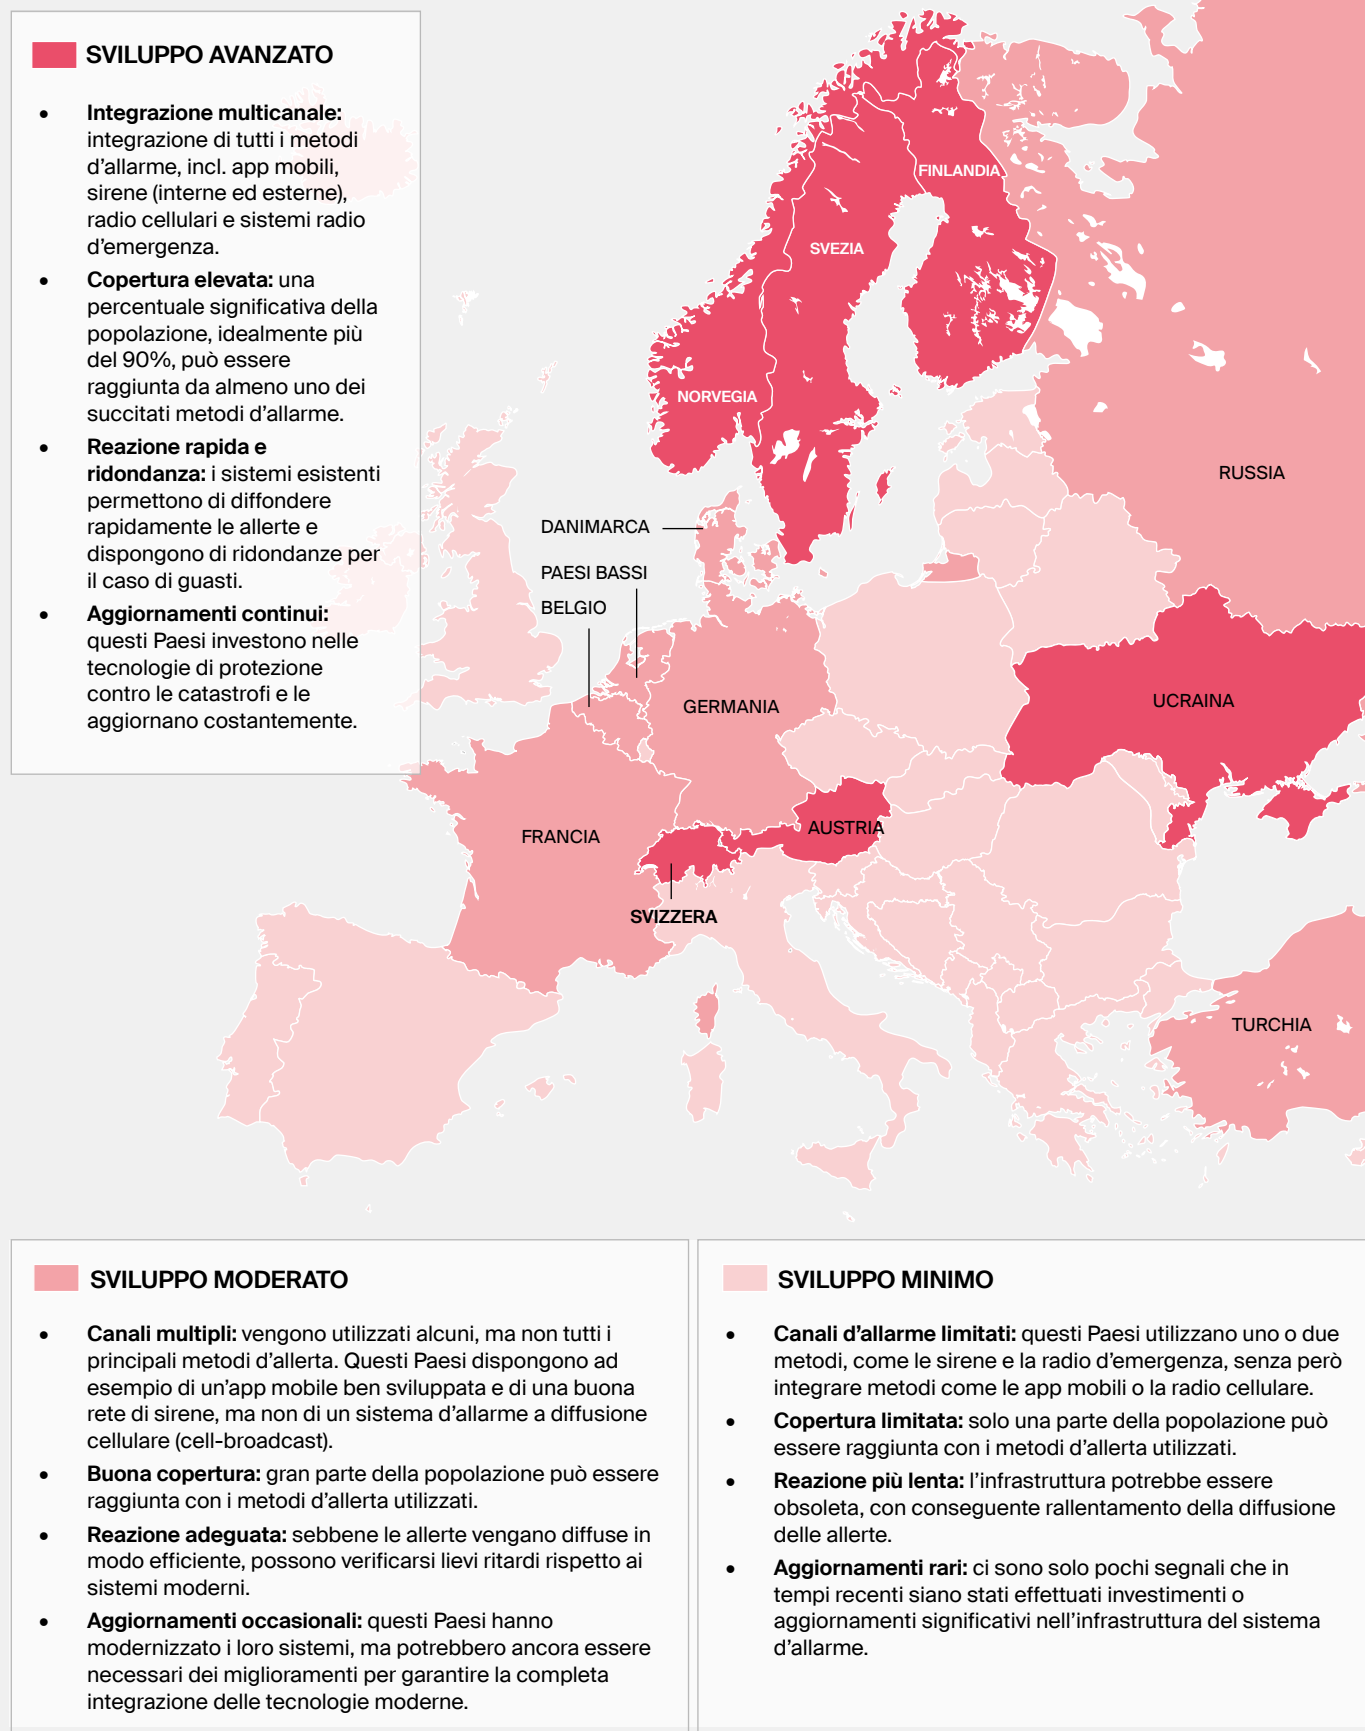 SVILUPPO AVANZATO
• Integrazione multicanale:
integrazione di tutti i metodi
d’allarme, incl. app mobili,
sirene (interne ed esterne),
radio cellulari e sistemi radio
d’emergenza.
• Copertura elevata: una
percentuale significativa della
popolazione, idealmente più
del 90%, può essere
raggiunta da almeno uno dei
succitati metodi d’allarme.
• Reazione rapida e
ridondanza: i sistemi esistenti
permettono di diffondere
rapidamente le allerte e
dispongono di ridondanze per
il caso di guasti.
• Aggiornamenti continui:
questi Paesi investono nelle
tecnologie di protezione
contro le catastrofi e le
aggiornano costantemente.
FINLANDIA
SVEZIA
NORVEGIA
RUSSIA
DANIMARCA
PAESI BASSI
BELGIO
GERMANIA
UCRAINA
FRANCIA
AUSTRIA
SVIZZERA
TURCHIA
SVILUPPO MODERATO
• Canali multipli: vengono utilizzati alcuni, ma non tutti i
principali metodi d’allerta. Questi Paesi dispongono ad
esempio di un’app mobile ben sviluppata e di una buona
rete di sirene, ma non di un sistema d’allarme a diffusione
cellulare (cell-broadcast).
• Buona copertura: gran parte della popolazione può essere
raggiunta con i metodi d’allerta utilizzati.
• Reazione adeguata: sebbene le allerte vengano diffuse in
modo efficiente, possono verificarsi lievi ritardi rispetto ai
sistemi moderni.
• Aggiornamenti occasionali: questi Paesi hanno
modernizzato i loro sistemi, ma potrebbero ancora essere
necessari dei miglioramenti per garantire la completa
integrazione delle tecnologie moderne.
SVILUPPO MINIMO
• Canali d’allarme limitati: questi Paesi utilizzano uno o due
metodi, come le sirene e la radio d’emergenza, senza però
integrare metodi come le app mobili o la radio cellulare.
• Copertura limitata: solo una parte della popolazione può
essere raggiunta con i metodi d’allerta utilizzati.
• Reazione più lenta: l’infrastruttura potrebbe essere
obsoleta, con conseguente rallentamento della diffusione
delle allerte.
• Aggiornamenti rari: ci sono solo pochi segnali che in
tempi recenti siano stati effettuati investimenti o
aggiornamenti significativi nell’infrastruttura del sistema
d’allarme.